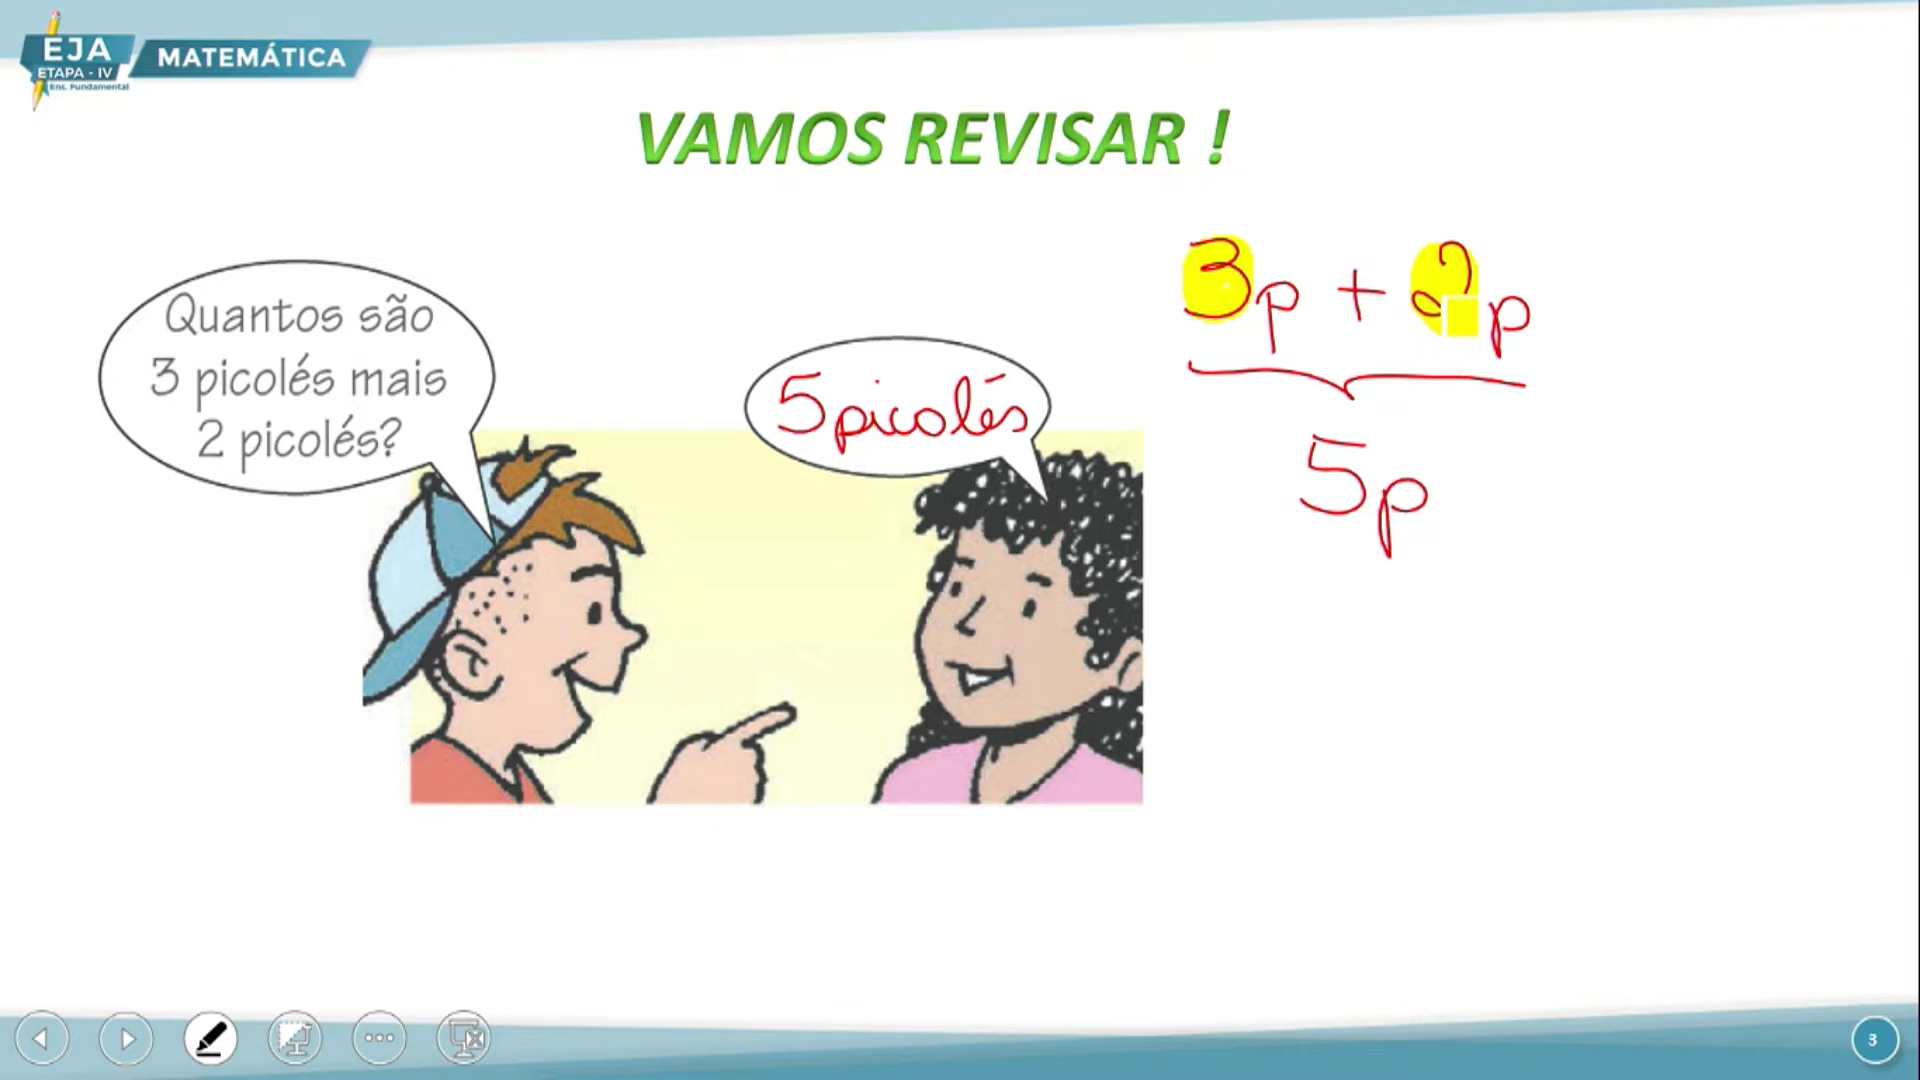 EJA
ETAPA - IV
Ens. Fundamental
MATEMÁTICA
VAMOS REVISAR !
Quantos são
3 picolés mais
2 picolés?
5 picolés
3p + 2p
5p
3